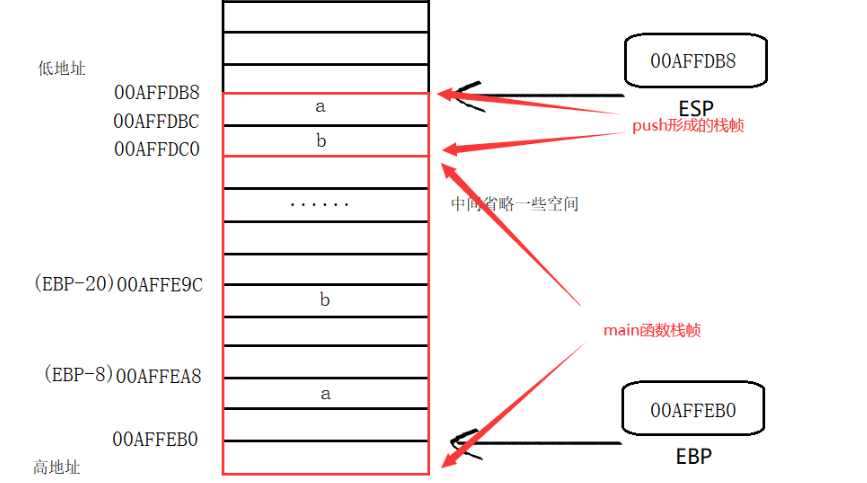 低地址
00AFFDB8
00AFFDB8
a
ESP
00AFFDBC
push形成的栈帧
b
00AFFDC0
......
中间省略一些空间
(EBP-20)00AFFE9C
b
main函数栈帧
(EBP-8)00AFFEA8
a
00AFFEB0
00AFFEB0
EBP
高地址